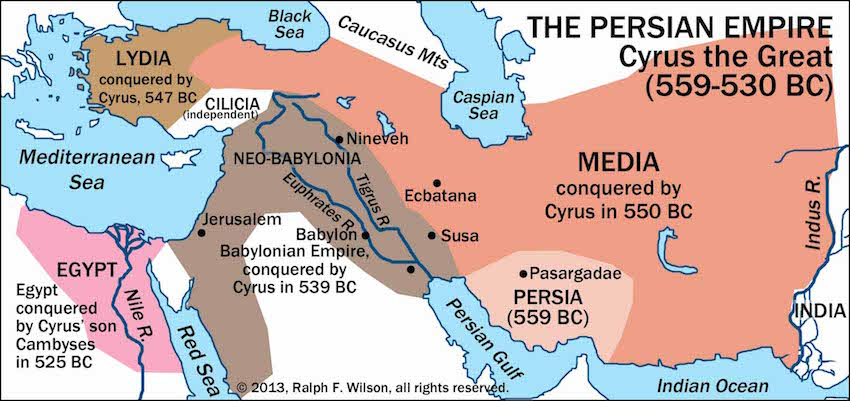 THE PERSIAN EMPIRE
Cyrus the Great
(559-530 BC)
Black
Sea
Caucasus Mts
Caspian
Sea
LYDIA
conquered by
Cyrus, 547 BC
CILICIA
(independent)
Mediterranean
Sea
NEO-BABYLONIA
Nineveh
Tigrus R.
Euphrates R.
Ecbatana
MEDIA
conquered by
Cyrus in 550 BC
Indus R.
Jerusalem
Babylon
Susa
Babylonian Empire,
conquered by
Cyrus in 539 BC
Pasargadae
PERSIA
(559 BC)
INDIA
EGYPT
Egypt
conquered
by Cyrus' son
Cambyses
in 525 BC
Nile R.
Red Sea
Persian Gulf
Indian Ocean
© 2013, Ralph F. Wilson, all rights reserved.